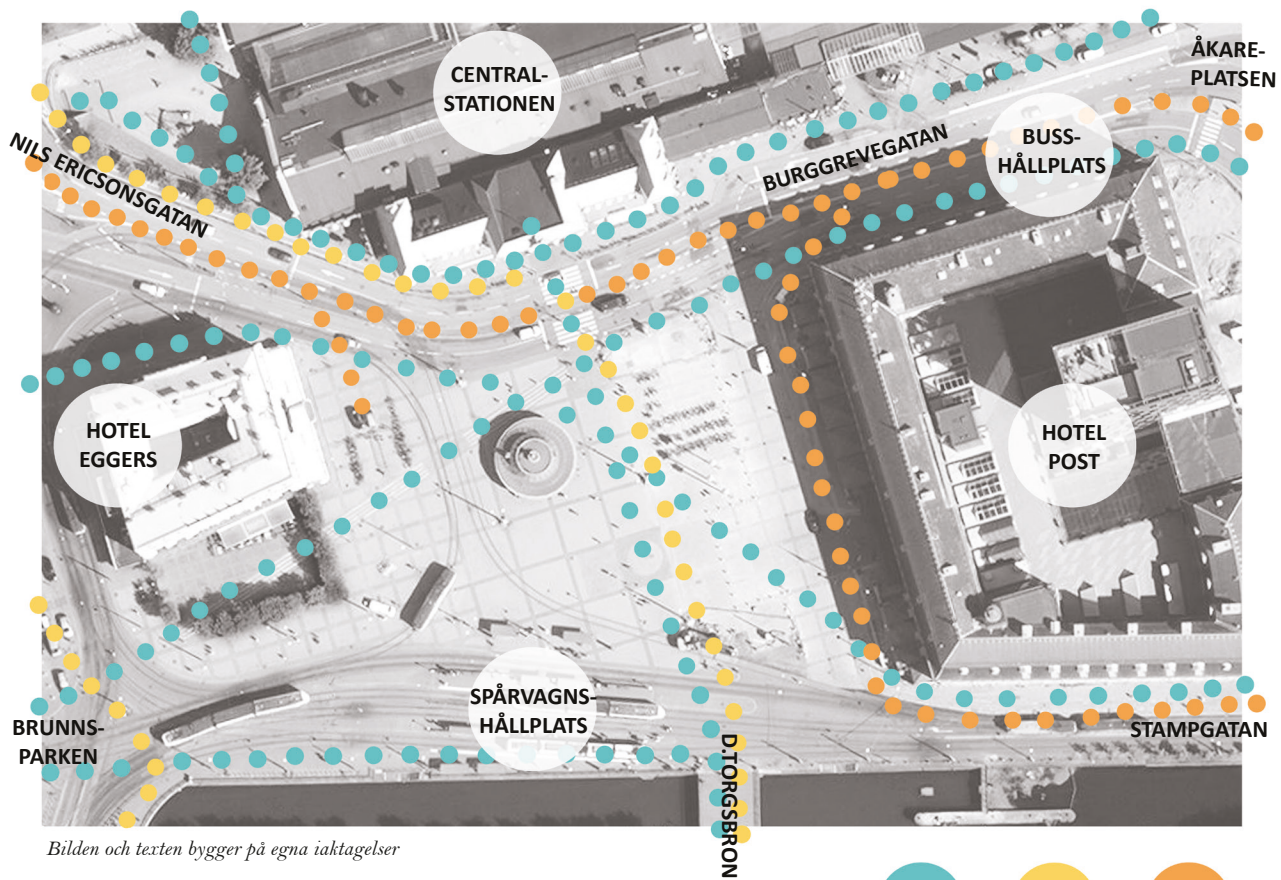 CENTRAL-
STATIONEN
ÅKARE-
PLATSEN
BUSS-
HÅLLPLATS
BURGGREVEGATAN
NILS ERICSONSGATAN
HOTEL
EGGERS
HOTEL
POST
SPÅRVAGNS-
HÅLLPLATS
BRUNNS-
PARKEN
STAMPGATAN
D.TORGSBRON
Bilden och texten bygger på egna iaktagelser